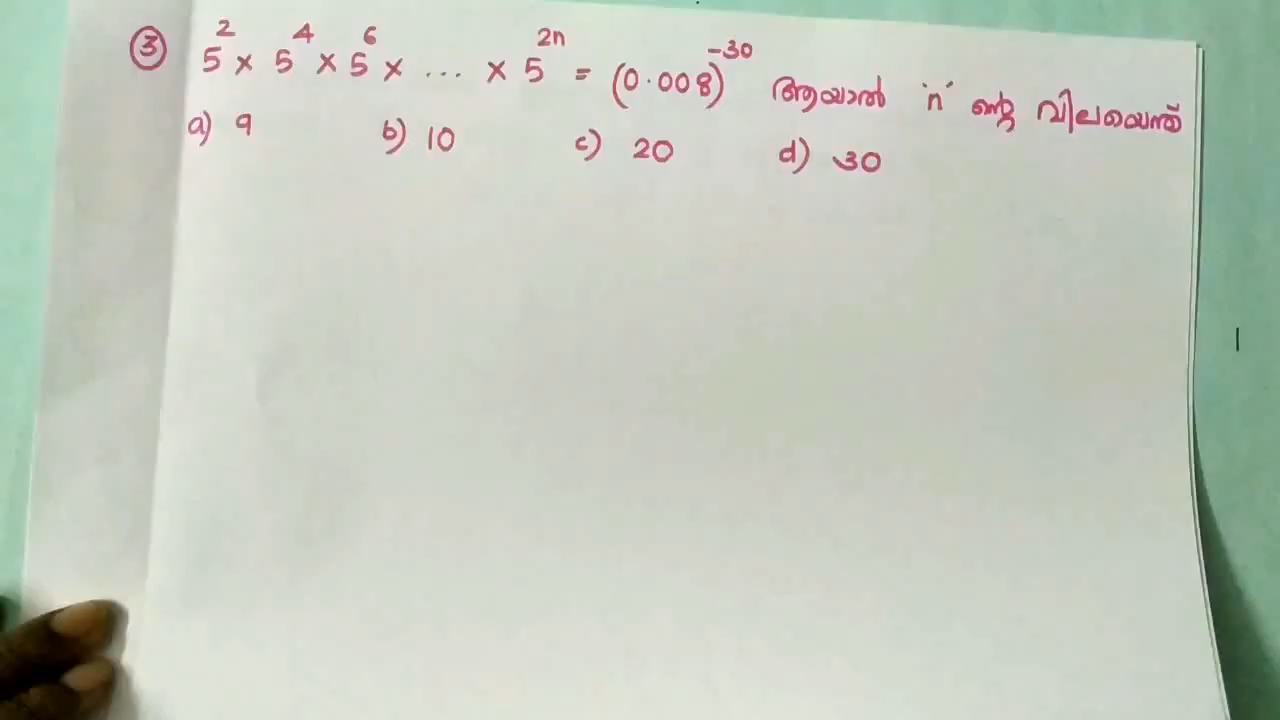 ③ 5² × 5⁴ × 5⁶ × ... × 5²ⁿ = (0.008)⁻³⁰ ആയാൽ 'n' ന്റെ വിലയെന്ത്
a) 9 b) 10 c) 20 d) 30